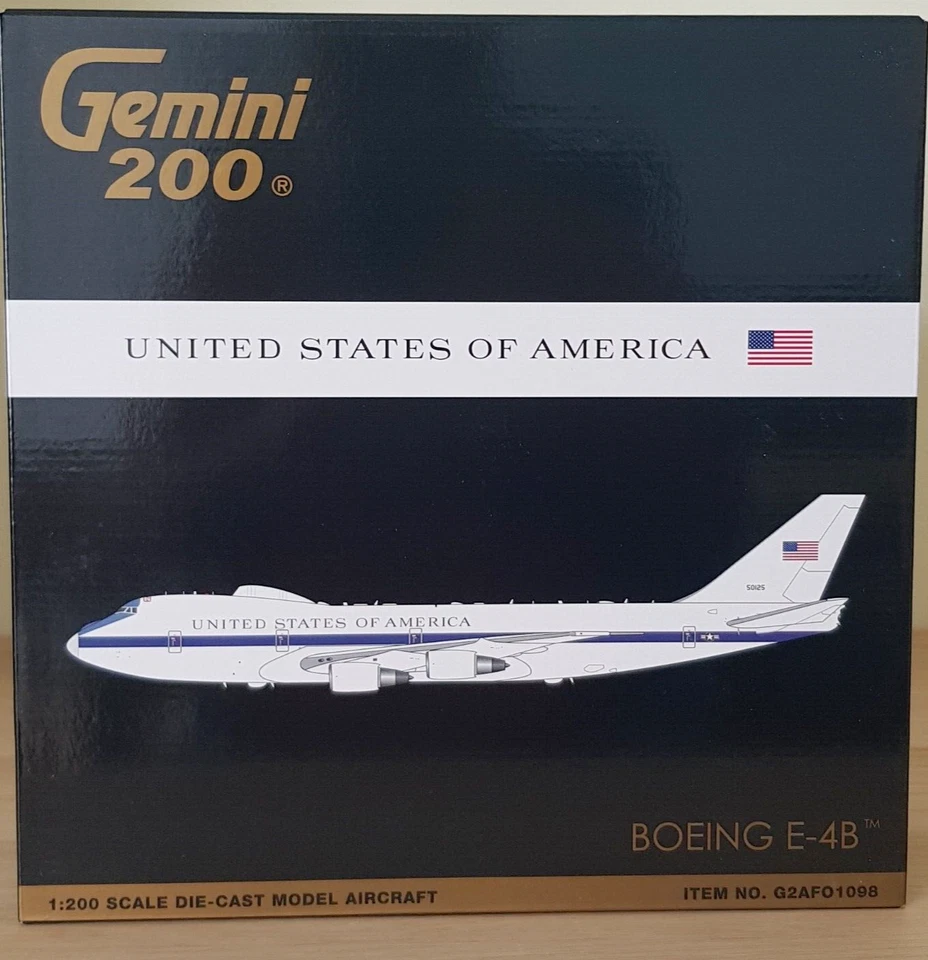 Gemini
200®
UNITED STATES OF AMERICA
50125
UNITED STATES OF AMERICA
BOEING E-4B™
1:200 SCALE DIE-CAST MODEL AIRCRAFT
ITEM NO. G2AFO1098